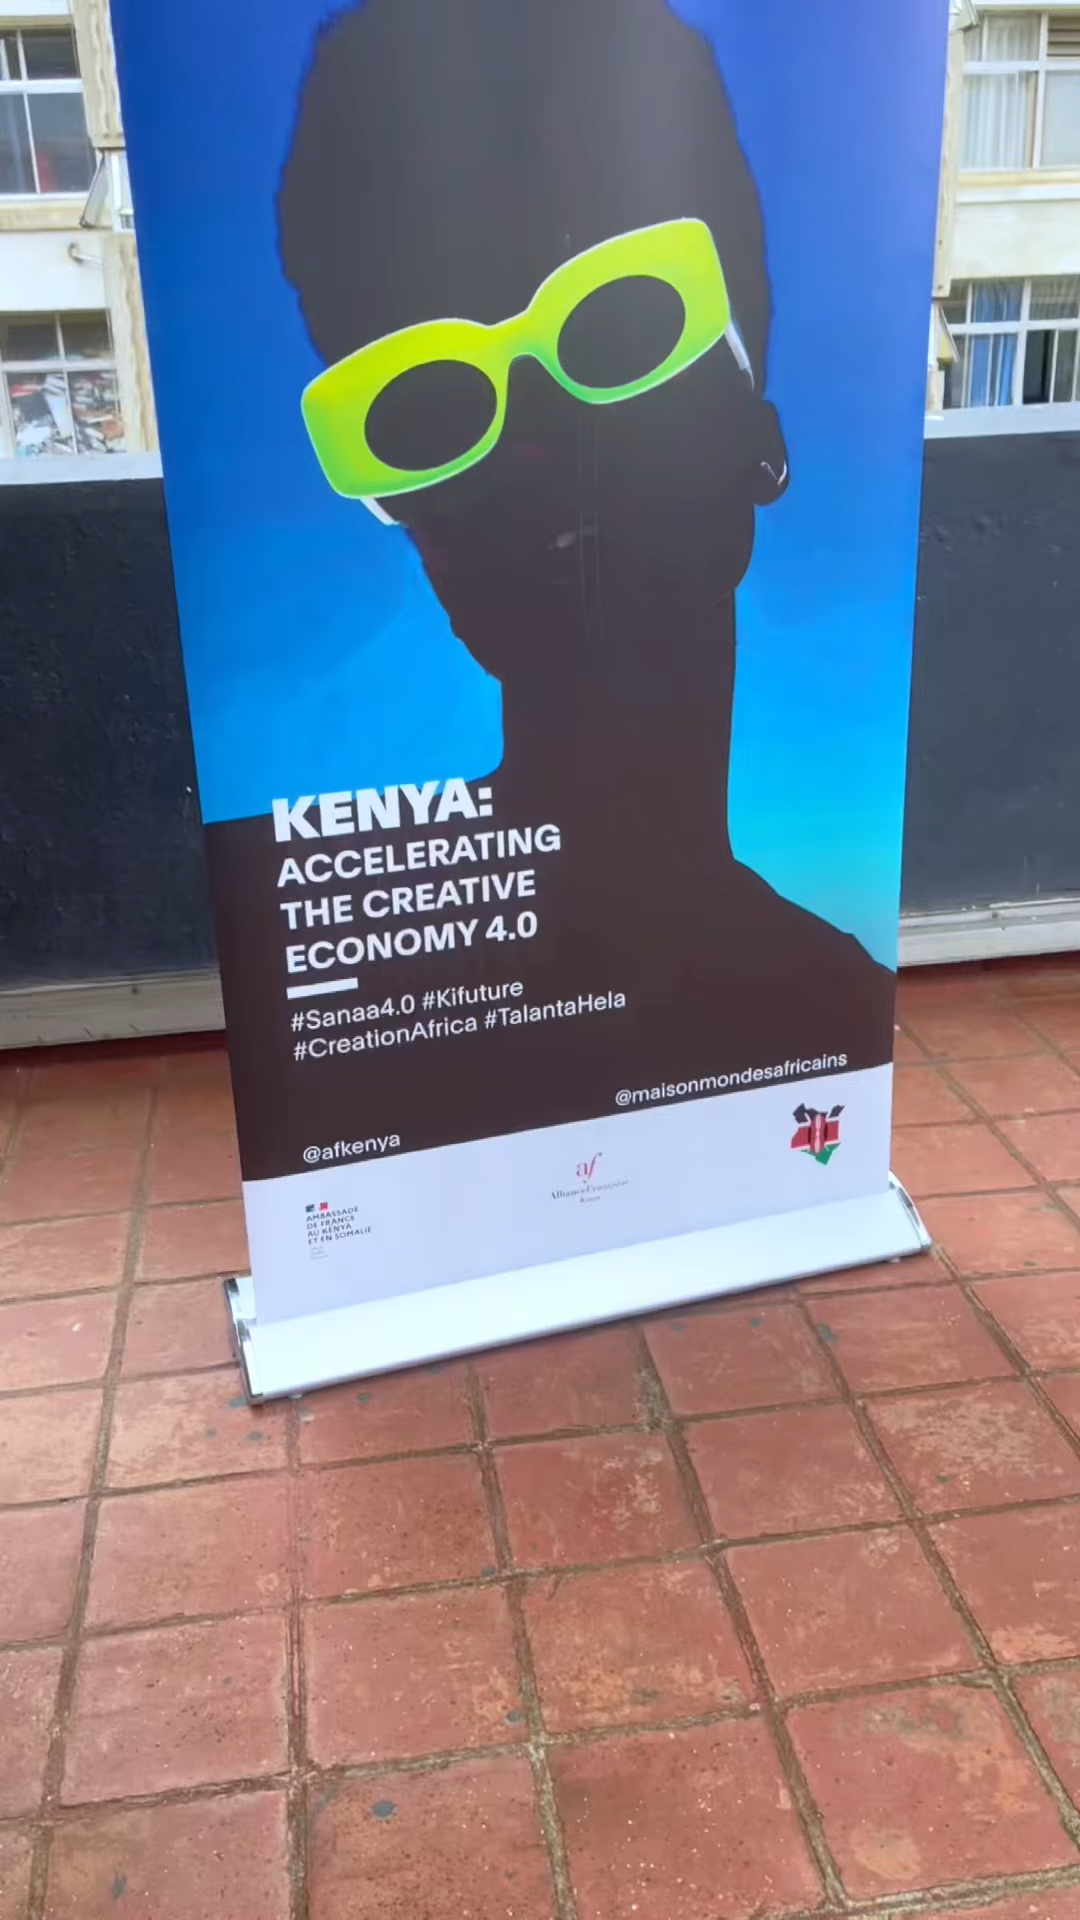 KENYA:
ACCELERATING
THE CREATIVE
ECONOMY 4.0
#Sanaa4.0 #Kifuture
#CreationAfrica #TalantaHela
@maisonmondesafricains
@afkenya
AMBASSADE
DE FRANCE
AU KENYA
ET EN SOMALIE
af
AllianceFrançaise
Kenya